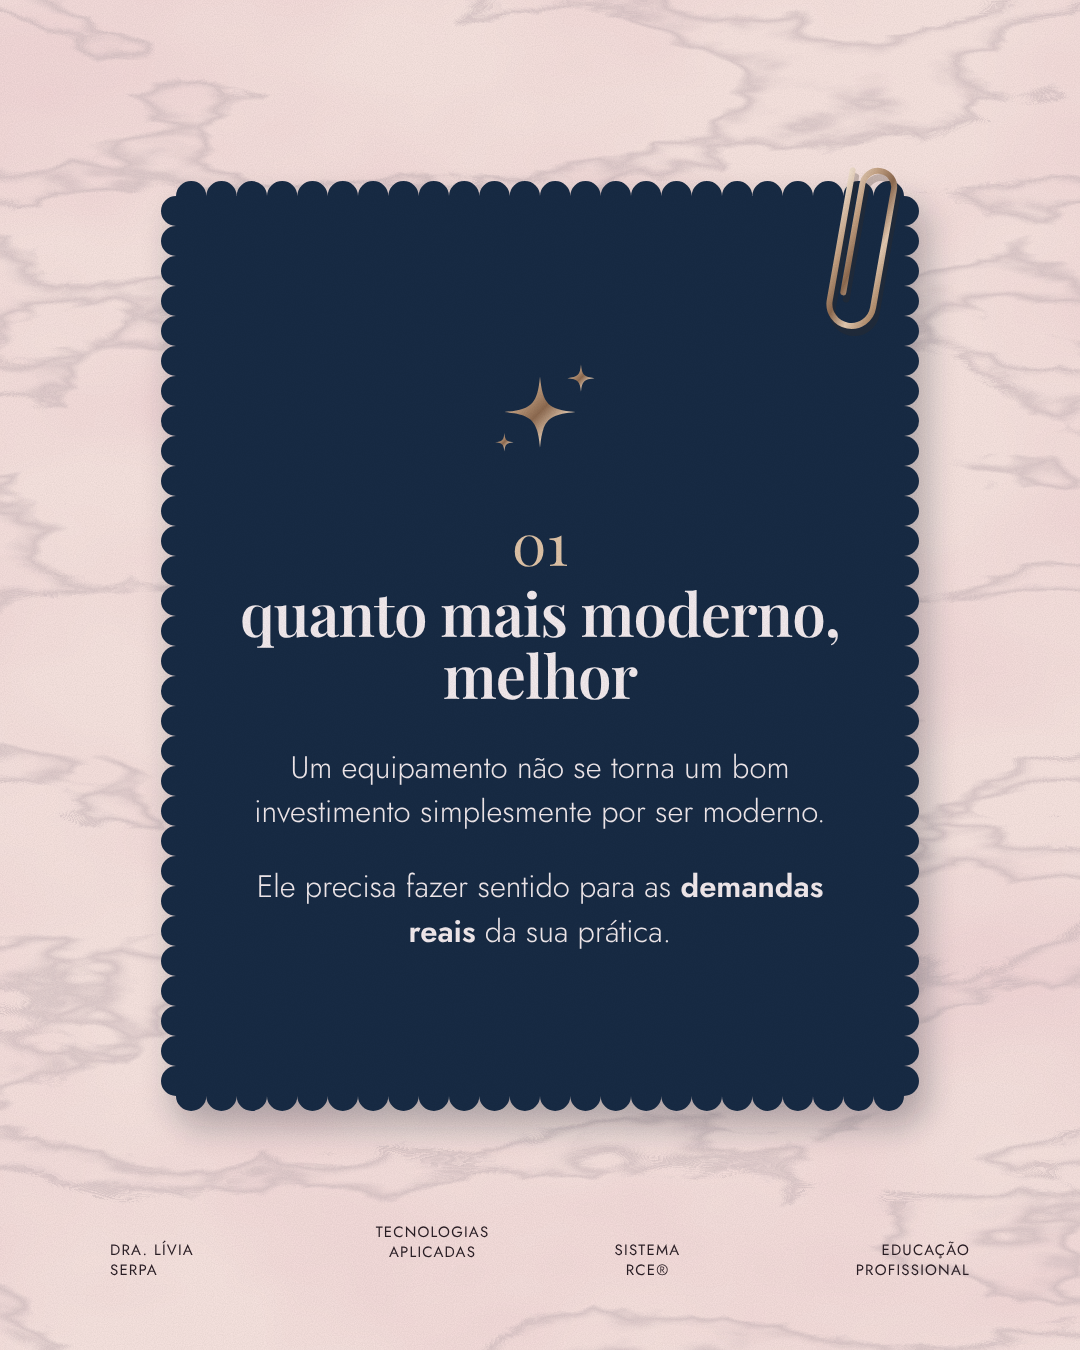 01
quanto mais moderno,
melhor
Um equipamento não se torna um bom
investimento simplesmente por ser moderno.
Ele precisa fazer sentido para as demandas
reais da sua prática.
DRA. LÍVIA
SERPA
TECNOLOGIAS
APLICADAS
SISTEMA
RCE®
EDUCAÇÃO
PROFISSIONAL